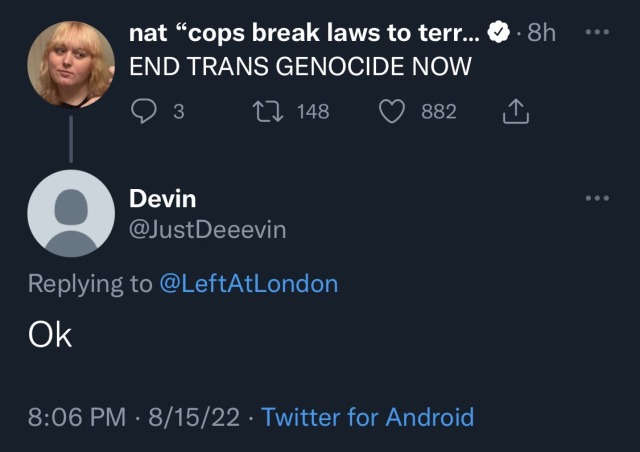 nat “cops break laws to terr... · 8h
END TRANS GENOCIDE NOW
3 148 882
Devin
@JustDeeevin
Replying to @LeftAtLondon
Ok
8:06 PM · 8/15/22 · Twitter for Android